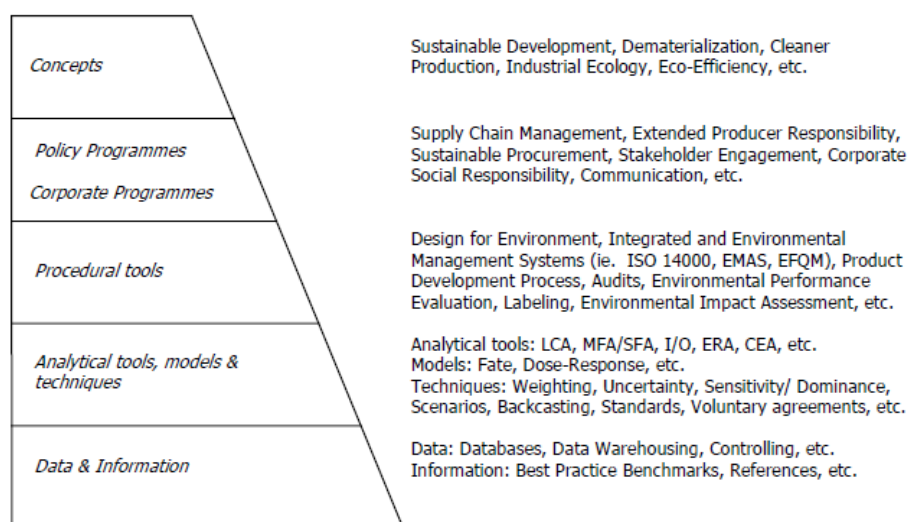 Concepts
Sustainable Development, Dematerialization, Cleaner
Production, Industrial Ecology, Eco-Efficiency, etc.
Policy Programmes
Corporate Programmes
Supply Chain Management, Extended Producer Responsibility,
Sustainable Procurement, Stakeholder Engagement, Corporate
Social Responsibility, Communication, etc.
Procedural tools
Design for Environment, Integrated and Environmental
Management Systems (ie. ISO 14000, EMAS, EFQM), Product
Development Process, Audits, Environmental Performance
Evaluation, Labeling, Environmental Impact Assessment, etc.
Analytical tools, models &
techniques
Analytical tools: LCA, MFA/SFA, I/O, ERA, CEA, etc.
Models: Fate, Dose-Response, etc.
Techniques: Weighting, Uncertainty, Sensitivity/ Dominance,
Scenarios, Backcasting, Standards, Voluntary agreements, etc.
Data & Information
Data: Databases, Data Warehousing, Controlling, etc.
Information: Best Practice Benchmarks, References, etc.